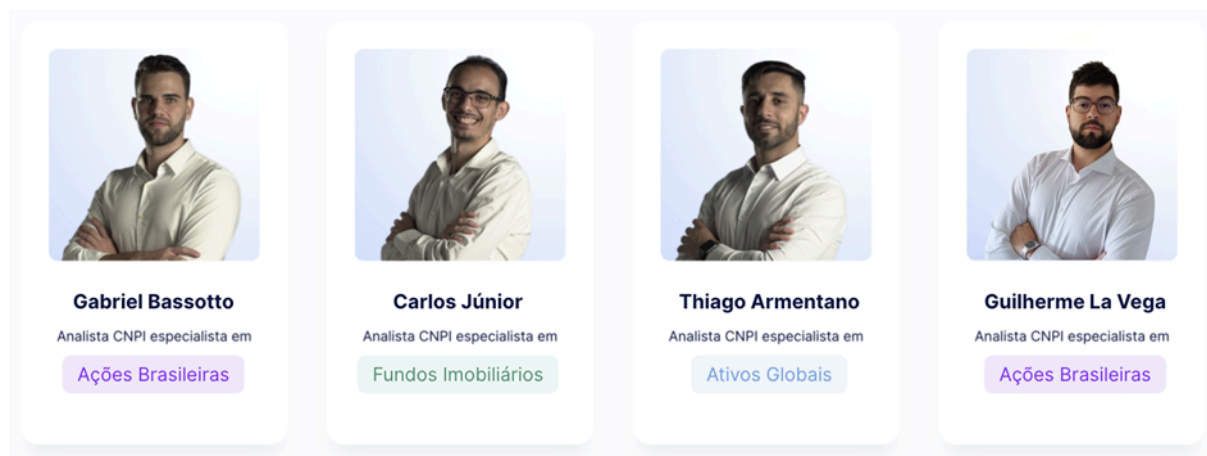 Gabriel Bassotto
Analista CNPI especialista em
Ações Brasileiras
Carlos Júnior
Analista CNPI especialista em
Fundos Imobiliários
Thiago Armentano
Analista CNPI especialista em
Ativos Globais
Guilherme La Vega
Analista CNPI especialista em
Ações Brasileiras